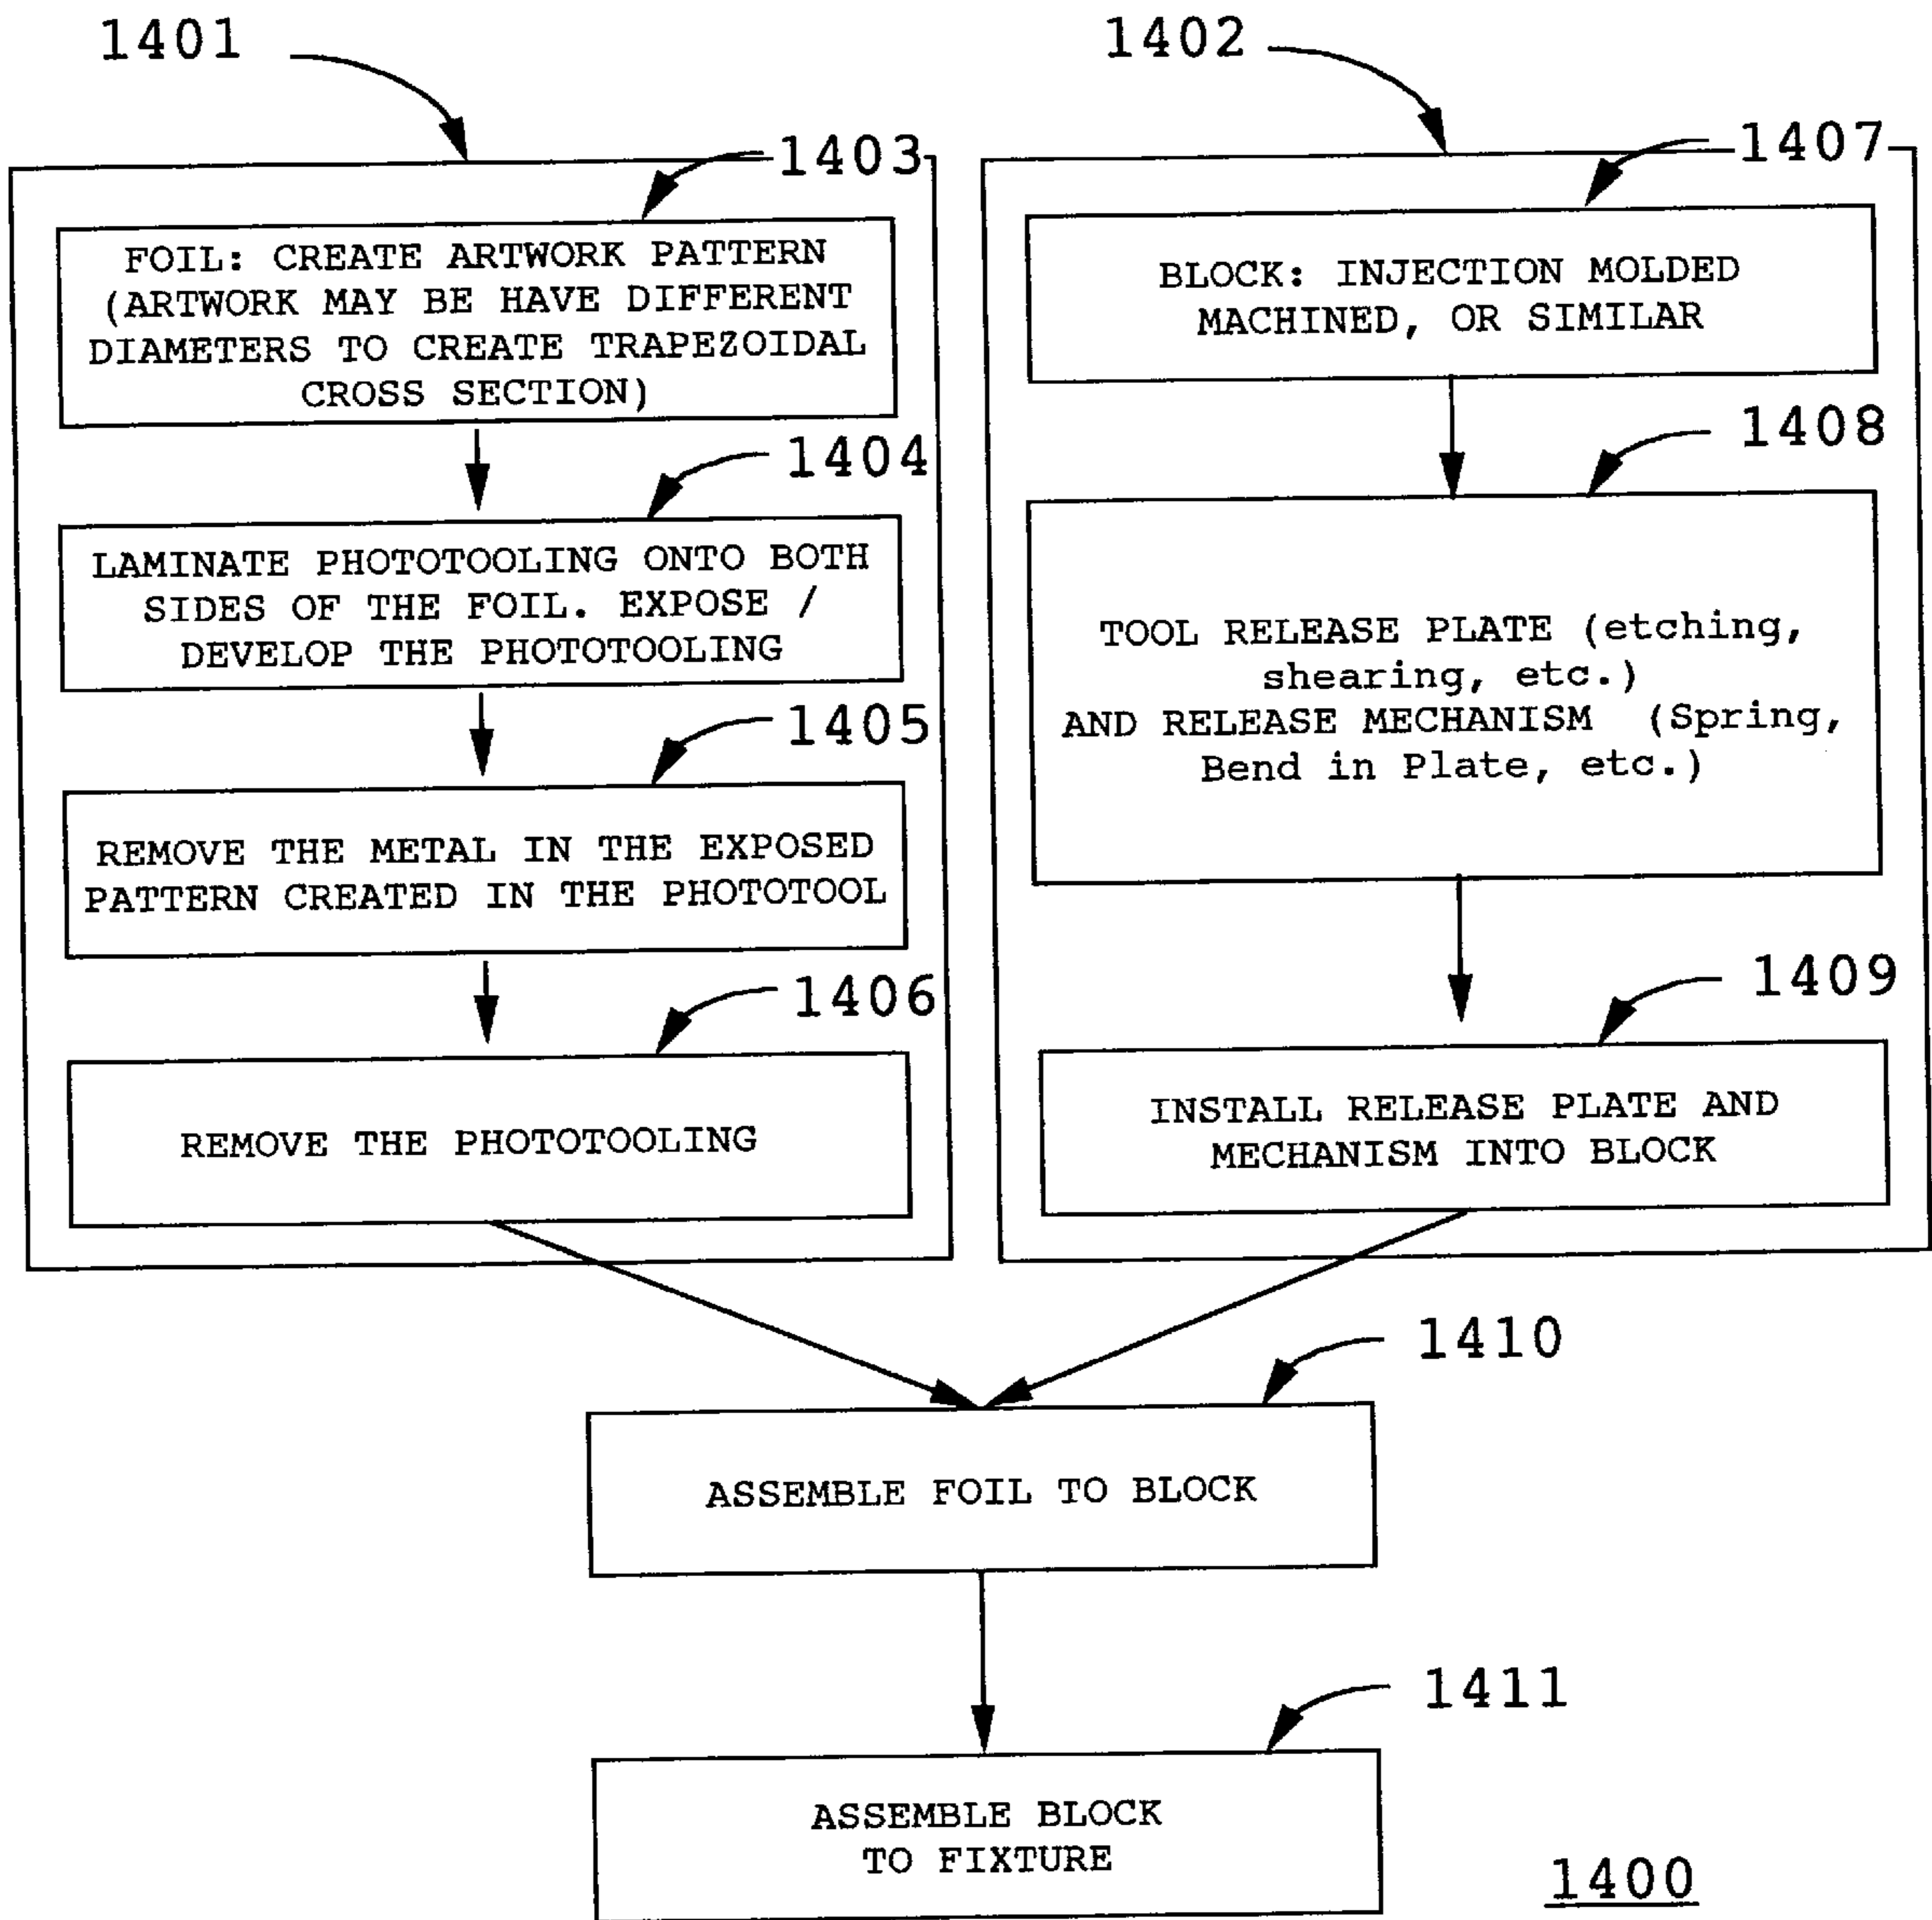 1401
1403
FOIL: CREATE ARTWORK PATTERN
(ARTWORK MAY BE HAVE DIFFERENT
DIAMETERS TO CREATE TRAPEZOIDAL
CROSS SECTION)
1404
LAMINATE PHOTOTOOLING ONTO BOTH
SIDES OF THE FOIL. EXPOSE /
DEVELOP THE PHOTOTOOLING
1405
REMOVE THE METAL IN THE EXPOSED
PATTERN CREATED IN THE PHOTOTOOL
1406
REMOVE THE PHOTOTOOLING
1402
1407
BLOCK: INJECTION MOLDED
MACHINED, OR SIMILAR
1408
TOOL RELEASE PLATE (etching,
shearing, etc.)
AND RELEASE MECHANISM (Spring,
Bend in Plate, etc.)
1409
INSTALL RELEASE PLATE AND
MECHANISM INTO BLOCK
1410
ASSEMBLE FOIL TO BLOCK
1411
ASSEMBLE BLOCK
TO FIXTURE
1400